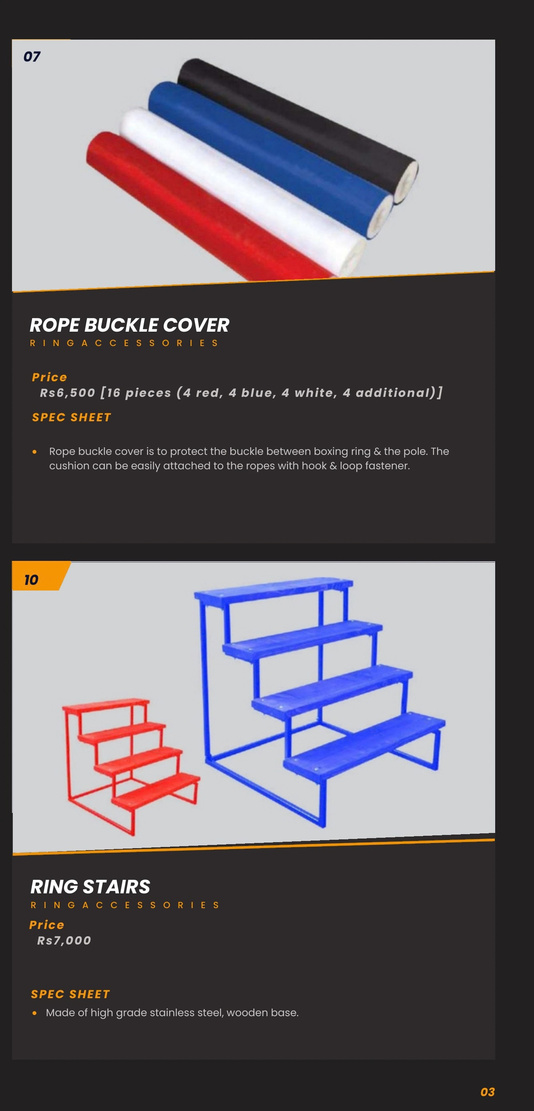 07
ROPE BUCKLE COVER
RINGACCESSORIES
Price
Rs6,500 [16 pieces (4 red, 4 blue, 4 white, 4 additional)]
SPEC SHEET
• Rope buckle cover is to protect the buckle between boxing ring & the pole. The
cushion can be easily attached to the ropes with hook & loop fastener.
10
RING STAIRS
RINGACCESSORIES
Price
Rs7,000
SPEC SHEET
• Made of high grade stainless steel, wooden base.
03